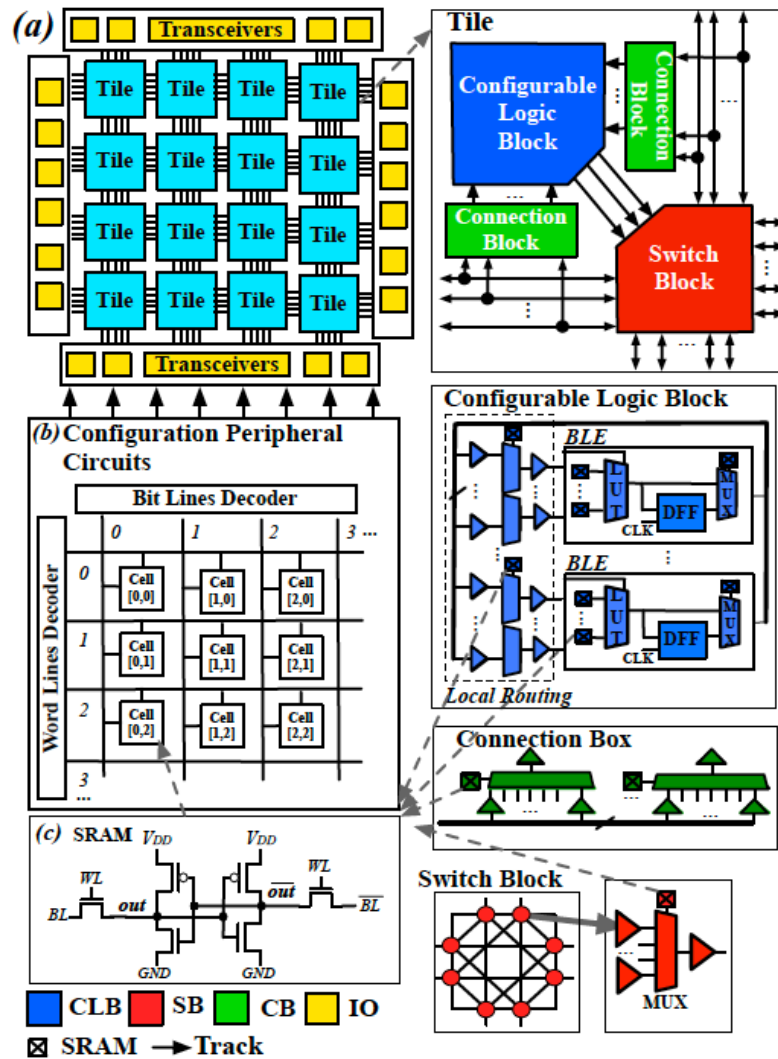 (a)
Transceivers
Tile Tile Tile Tile
Tile Tile Tile Tile
Tile Tile Tile Tile
Tile Tile Tile Tile
Transceivers
Tile
Configurable
Logic
Block
Connection
Block
...
...
...
Connection
Block
Switch
Block
...
...
...
...
(b) Configuration Peripheral
Circuits
Bit Lines Decoder
Word Lines Decoder
0 1 2 3 ...
0
Cell
[0,0]
Cell
[1,0]
Cell
[2,0]
1
Cell
[0,1]
Cell
[1,1]
Cell
[2,1]
2
Cell
[0,2]
Cell
[1,2]
Cell
[2,2]
3
...
Configurable Logic Block
BLE
LUT
DFF
MUX
CLK
...
BLE
LUT
DFF
MUX
CLK
Local Routing
Connection Box
...
...
...
...
(c) SRAM
VDD VDD
WL out WL
BL out BL
GND GND
Switch Block
...
...
MUX
CLB SB CB IO
SRAM Track